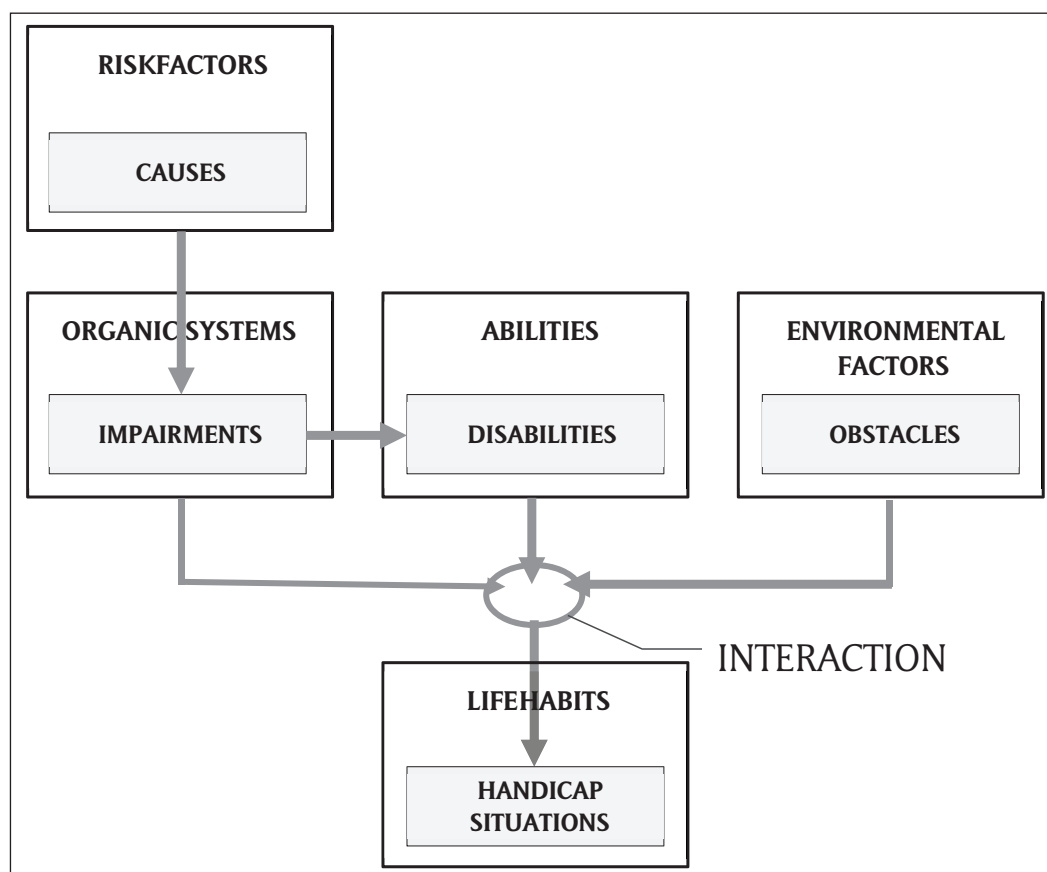 RISKFACTORS
CAUSES
ORGANIC SYSTEMS
IMPAIRMENTS
ABILITIES
DISABILITIES
ENVIRONMENTAL
FACTORS
OBSTACLES
INTERACTION
LIFEHABITS
HANDICAP
SITUATIONS